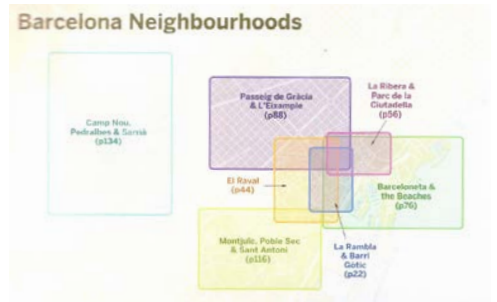 Barcelona Neighbourhoods
La Ribera &
Parc de la
Ciutadella
(p56)
Passeig de Gràcia
& L'Eixample
(p88)
Camp Nou,
Pedralbes & Sarrià
(p134)
El Raval
(p44)
Barceloneta &
the Beaches
(p76)
Montjuïc, Poble Sec
& Sant Antoni
(p116)
La Rambla
& Barri
Gòtic
(p22)